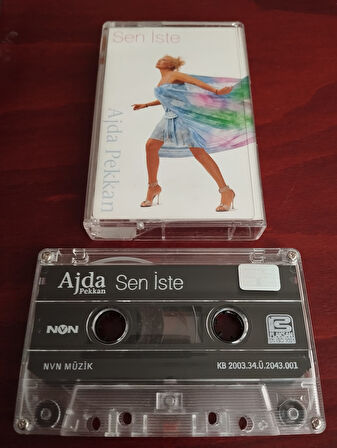 Sen İste
Ajda Pekkan
Ajda
Pekkan
Sen İste
NVN
NVN MÜZİK
KB 2003.34.Ü.2043.001